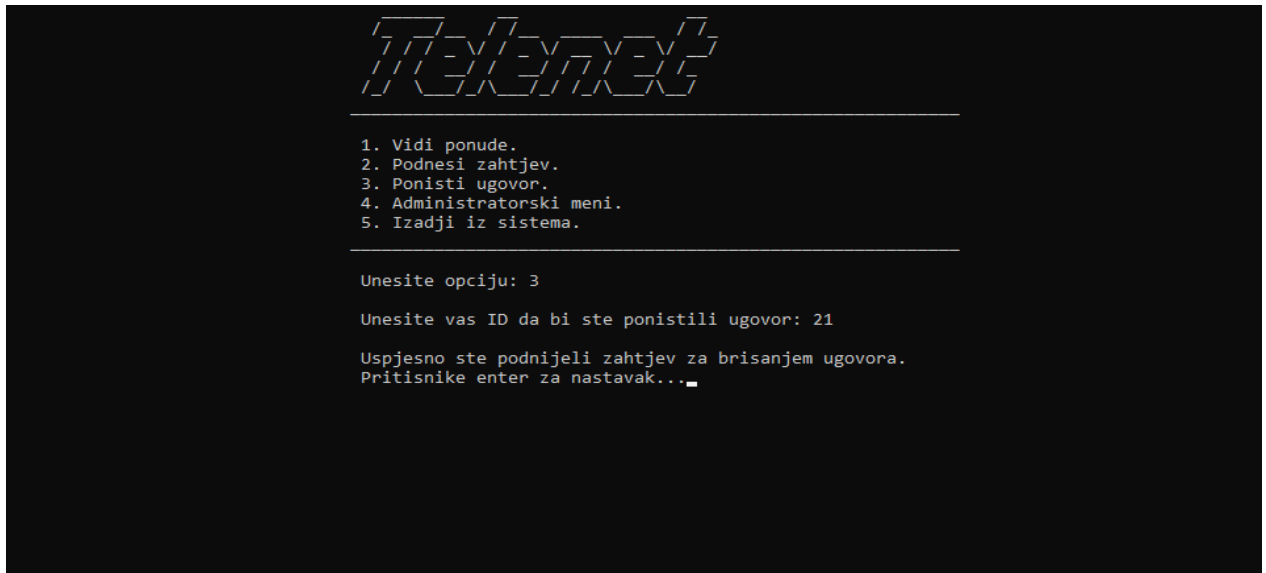 Telenet
1. Vidi ponude.
2. Podnesi zahtjev.
3. Ponisti ugovor.
4. Administratorski meni.
5. Izadji iz sistema.
Unesite opciju: 3
Unesite vas ID da bi ste ponistili ugovor: 21
Uspjesno ste podnijeli zahtjev za brisanjem ugovora.
Pritisnike enter za nastavak...